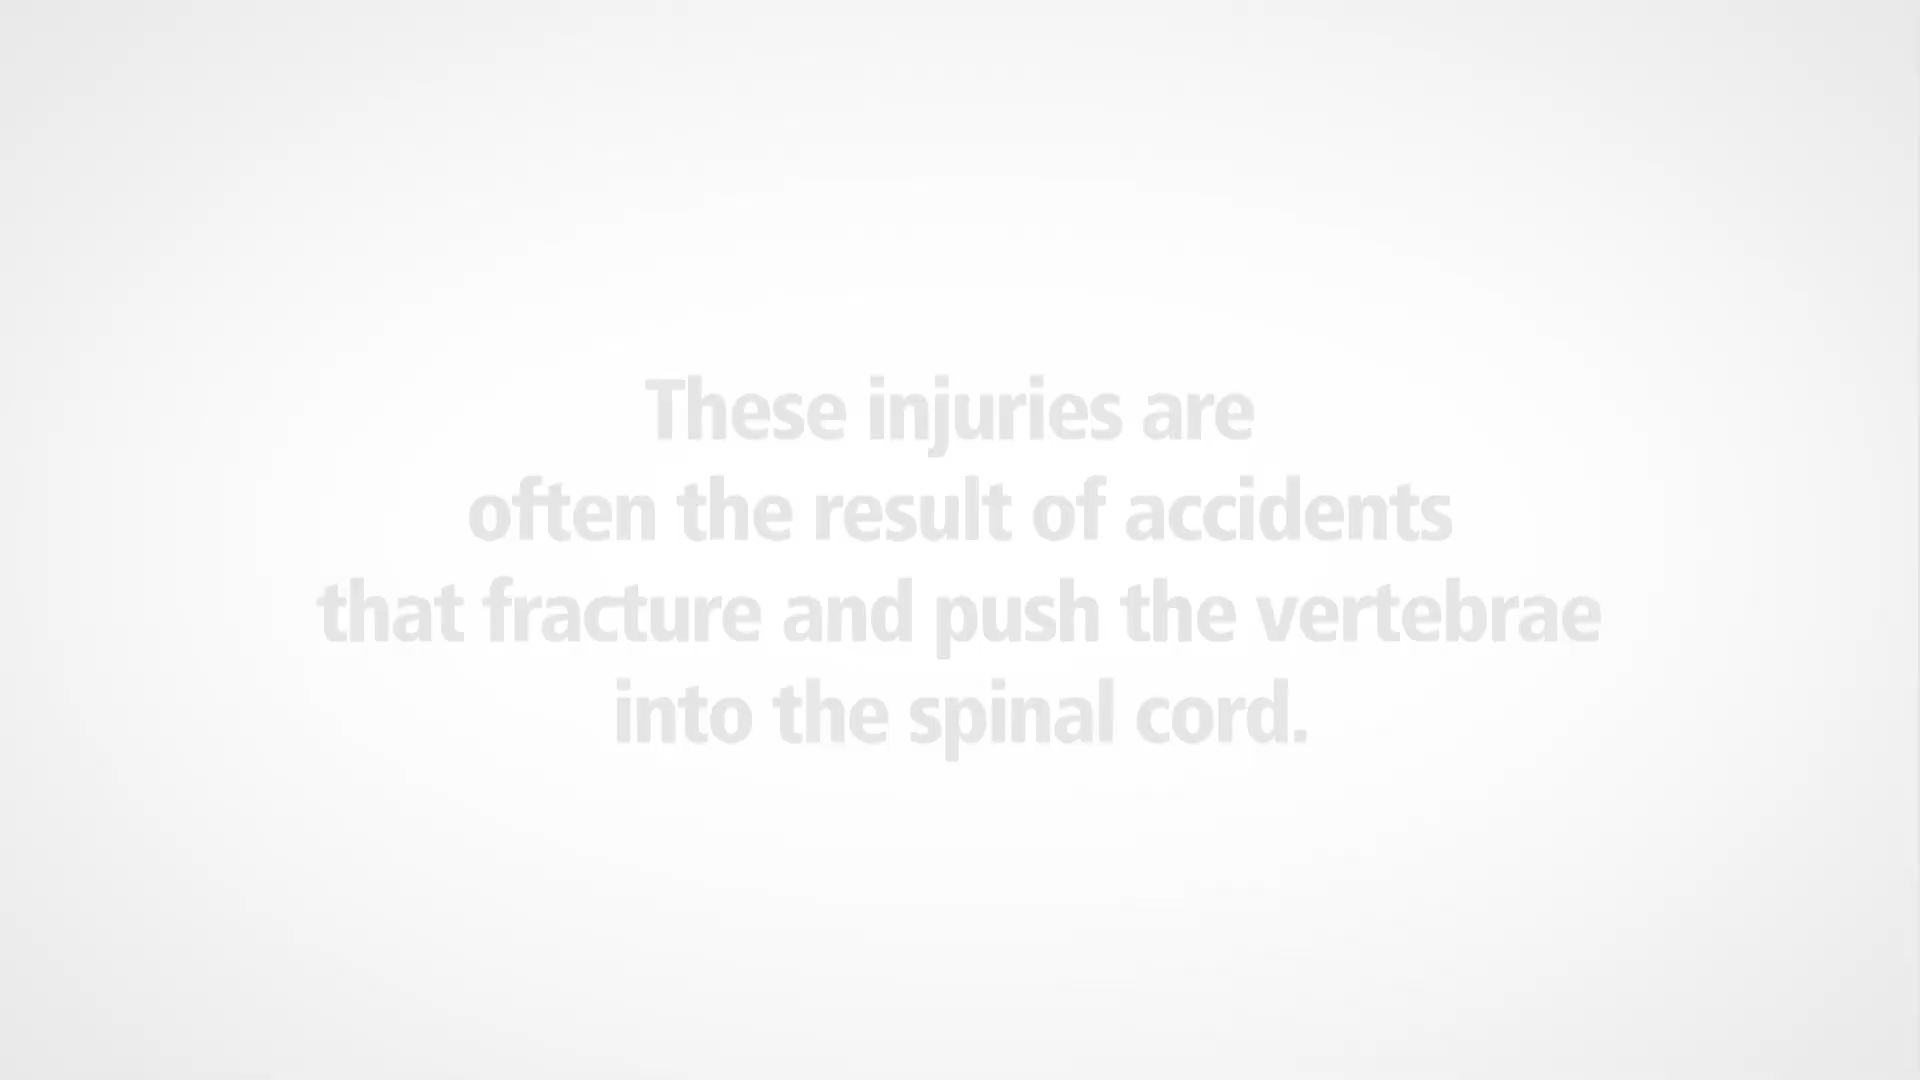 These injuries are
often the result of accidents
that fracture and push the vertebrae
into the spinal cord.